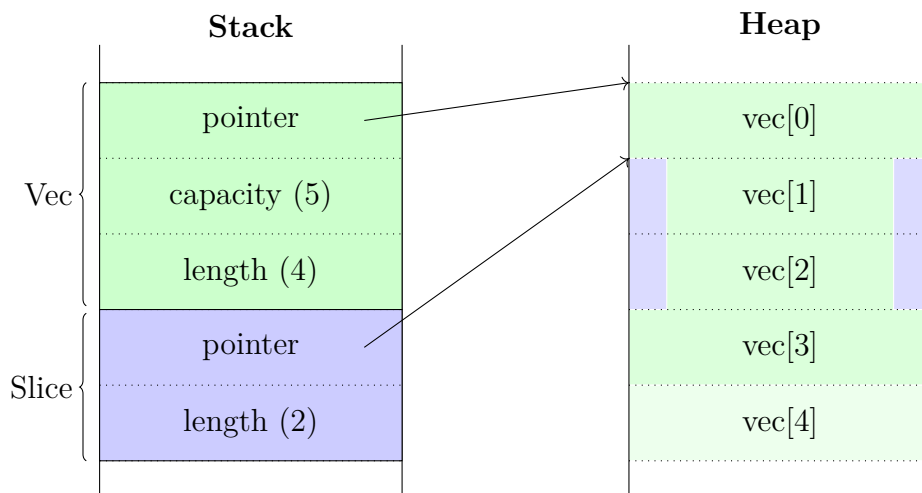 Stack
Heap
Vec
pointer
capacity (5)
length (4)
Slice
pointer
length (2)
vec[0]
vec[1]
vec[2]
vec[3]
vec[4]